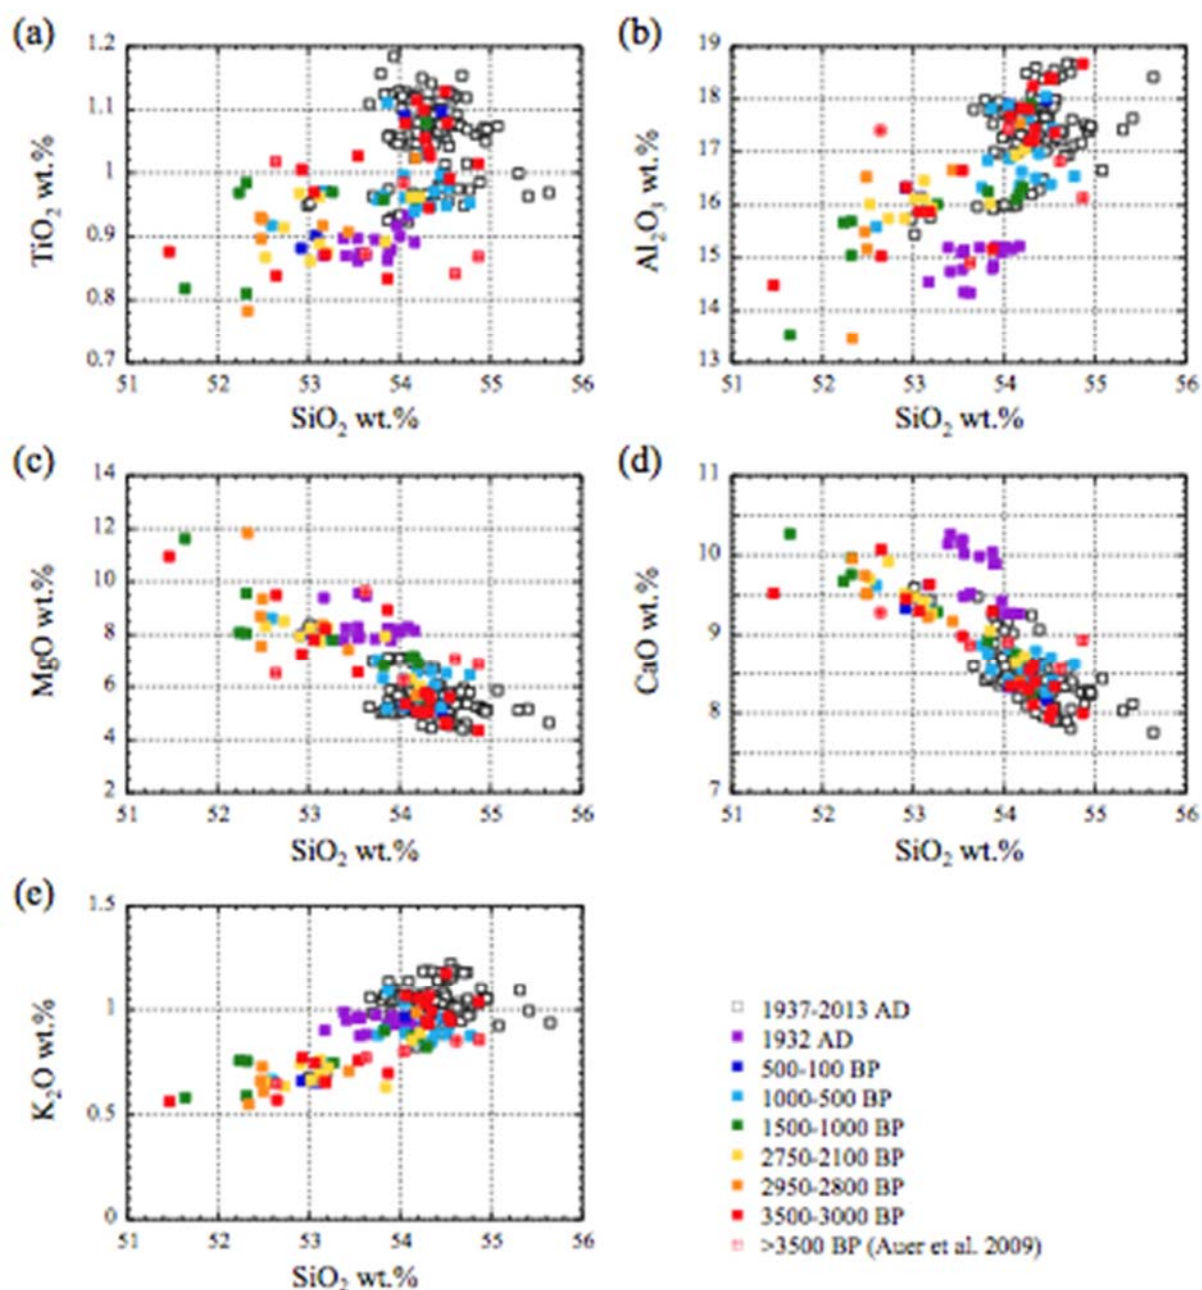 (a)
(b)
1.2
1.1
1
0.9
0.8
0.7
TiO2 wt.%
51 52 53 54 55 56
SiO2 wt.%
19
18
17
16
15
14
13
Al2O3 wt.%
51 52 53 54 55 56
SiO2 wt.%
(c)
(d)
14
12
10
8
6
4
2
MgO wt.%
51 52 53 54 55 56
SiO2 wt.%
11
10
9
8
7
CaO wt.%
51 52 53 54 55 56
SiO2 wt.%
(e)
1.5
1
0.5
0
K2O wt.%
51 52 53 54 55 56
SiO2 wt.%
1937-2013 AD
1932 AD
500-100 BP
1000-500 BP
1500-1000 BP
2750-2100 BP
2950-2800 BP
3500-3000 BP
>3500 BP (Auer et al. 2009)